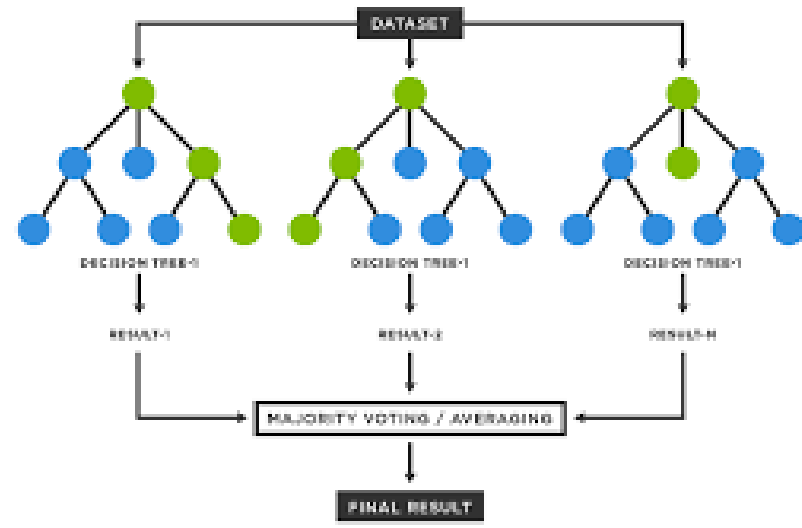 DATASET
DECISION TREE-1
DECISION TREE-1
DECISION TREE-1
RESULT-1
RESULT-2
RESULT-N
MAJORITY VOTING / AVERAGING
FINAL RESULT